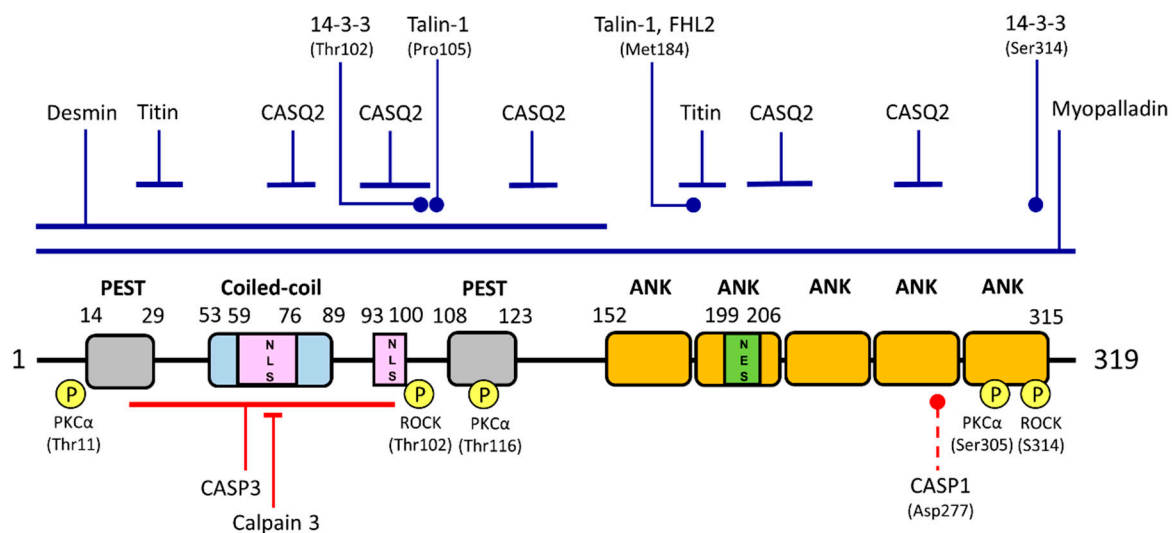 14-3-3 Talin-1 Talin-1, FHL2 14-3-3
(Thr102) (Pro105) (Met184) (Ser314)
Desmin Titin CASQ2 CASQ2 CASQ2 Titin CASQ2 CASQ2 Myopalladin
PEST Coiled-coil PEST ANK ANK ANK ANK ANK
14 29 53 59 76 89 93 100 108 123 152 199 206 315
1 NLS NLS NES 319
P P P P P
PKCα ROCK PKCα PKCα ROCK
(Thr11) (Thr102) (Thr116) (Ser305) (S314)
CASP3 CASP1
(Asp277)
Calpain 3